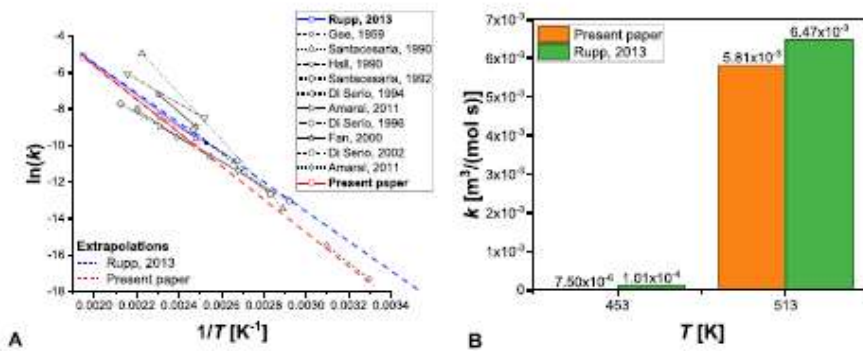 -4
-6
-8
-10
-12
-14
-16
-18
ln(k)
Rupp, 2013
Gee, 1959
Santacesaria, 1990
Hall, 1990
Santacesaria, 1992
Di Serio, 1994
Amaral, 2011
Di Serio, 1996
Fan, 2000
Di Serio, 2002
Amaral, 2011
Present paper
Extrapolations
Rupp, 2013
Present paper
0.0020 0.0022 0.0024 0.0026 0.0028 0.0030 0.0032 0.0034
1/T [K⁻¹]
A
7x10⁻³
6x10⁻³
5x10⁻³
4x10⁻³
3x10⁻³
2x10⁻³
1x10⁻³
0
k [m³/(mol s)]
Present paper
Rupp, 2013
6.47x10⁻³
5.81x10⁻³
7.50x10⁻⁶ 1.01x10⁻⁴
453 513
T [K]
B